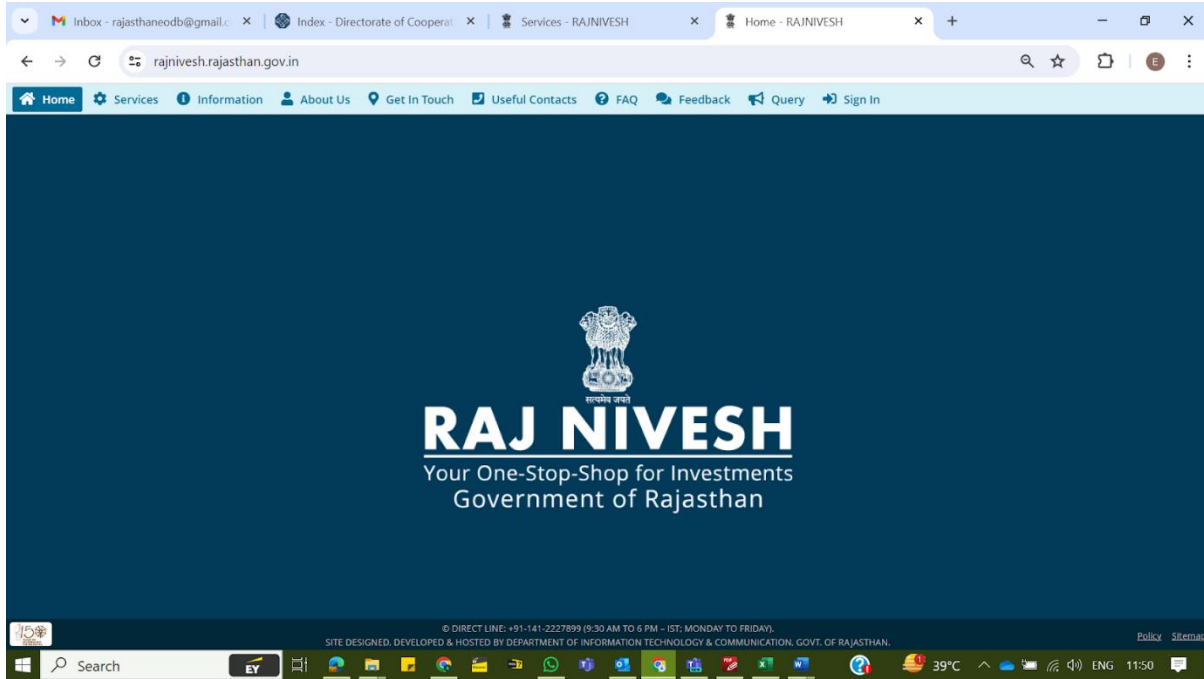 Inbox - rajasthaneodb@gmail.c
Index - Directorate of Cooperat
Services - RAJNIVESH
Home - RAJNIVESH
rajnivesh.rajasthan.gov.in
E
Home Services Information About Us Get In Touch Useful Contacts FAQ Feedback Query Sign In
सत्यमेव जयते
RAJ NIVESH
Your One-Stop-Shop for Investments
Government of Rajasthan
© DIRECT LINE: +91-141-2227899 (9:30 AM TO 6 PM – IST; MONDAY TO FRIDAY).
SITE DESIGNED, DEVELOPED & HOSTED BY DEPARTMENT OF INFORMATION TECHNOLOGY & COMMUNICATION, GOVT. OF RAJASTHAN.
Policy Sitemap
Search
EY
39°C
ENG
11:50